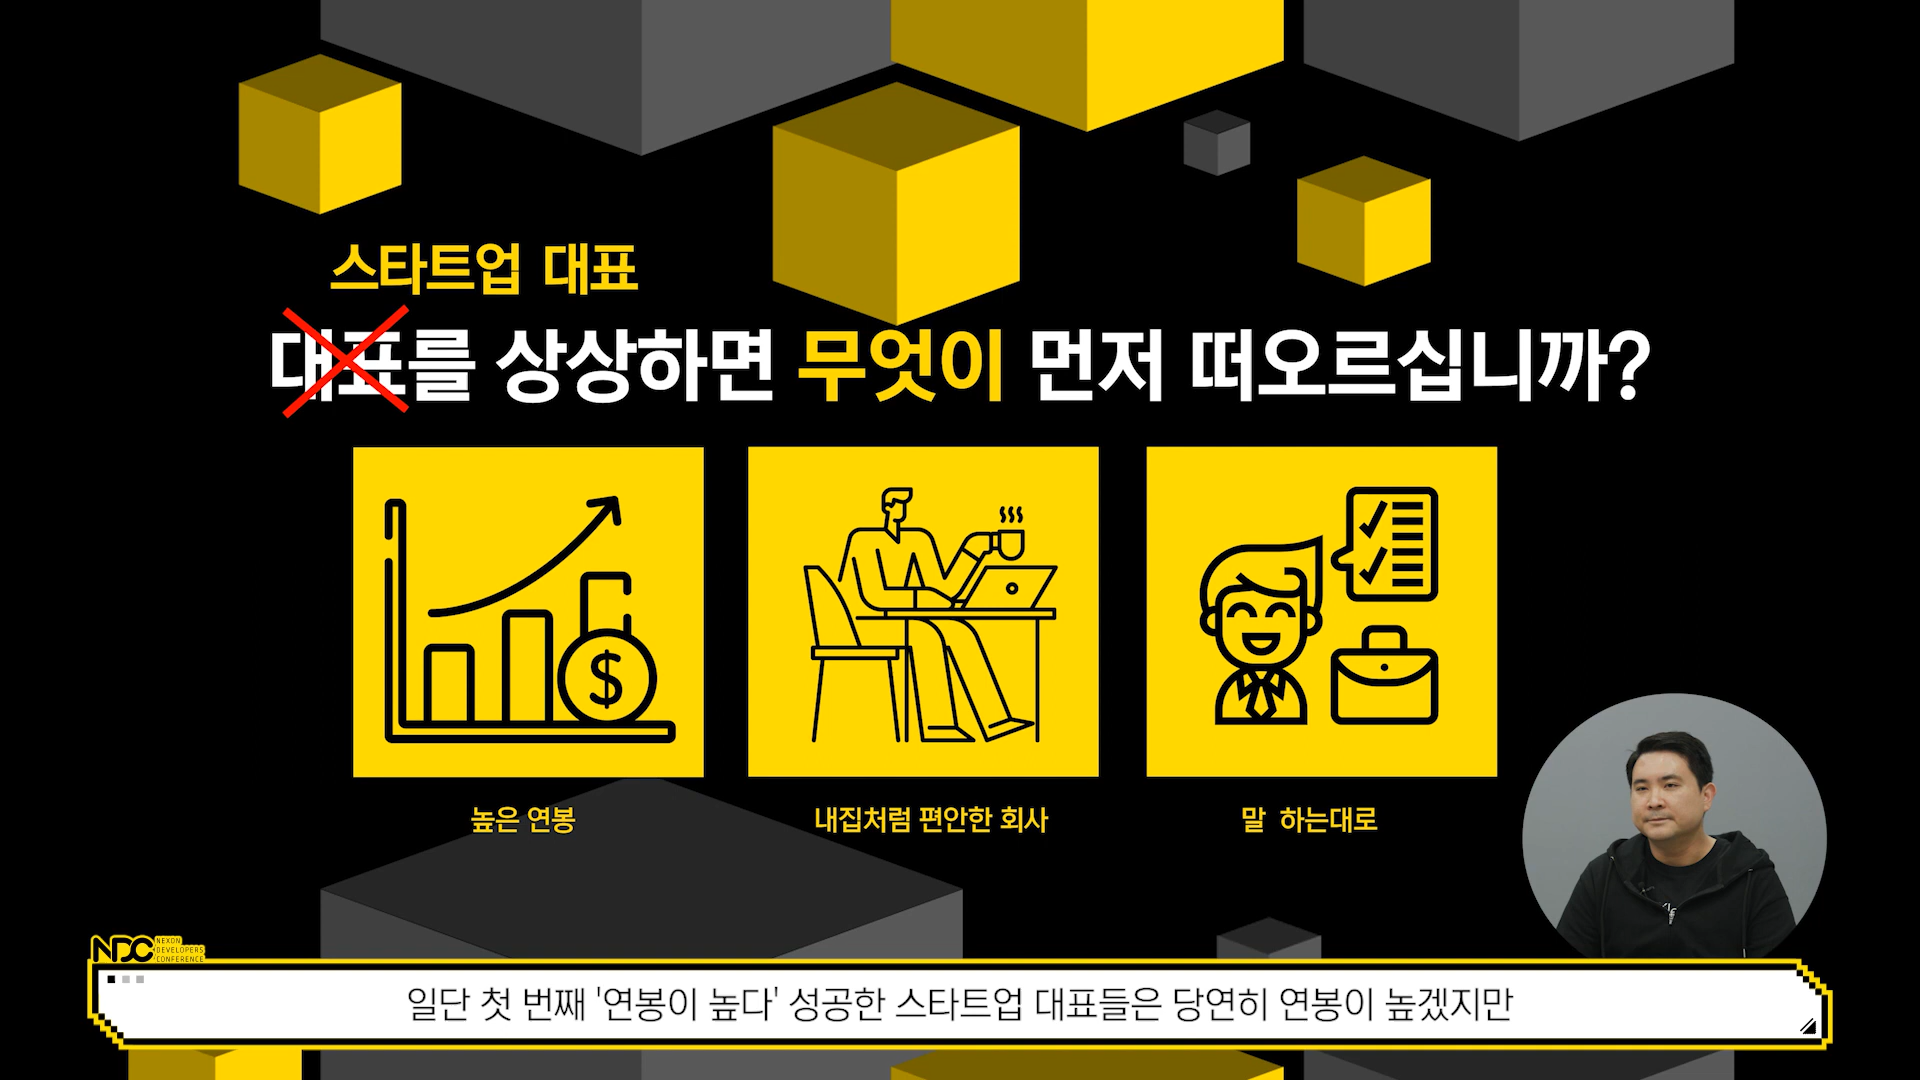 스타트업 대표
대표를 상상하면 무엇이 먼저 떠오르십니까?
$
높은 연봉
내집처럼 편안한 회사
말 하는대로
NDC NEXON DEVELOPERS CONFERENCE
일단 첫 번째 '연봉이 높다' 성공한 스타트업 대표들은 당연히 연봉이 높겠지만